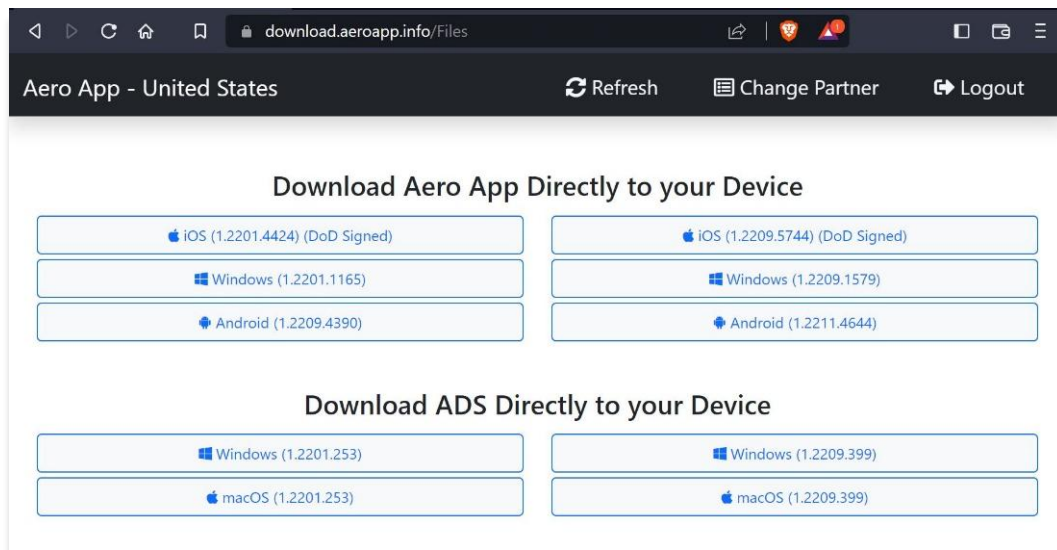 download.aeroapp.info/Files
1
Aero App - United States
Refresh
Change Partner
Logout
Download Aero App Directly to your Device
iOS (1.2201.4424) (DoD Signed)
iOS (1.2209.5744) (DoD Signed)
Windows (1.2201.1165)
Windows (1.2209.1579)
Android (1.2209.4390)
Android (1.2211.4644)
Download ADS Directly to your Device
Windows (1.2201.253)
Windows (1.2209.399)
macOS (1.2201.253)
macOS (1.2209.399)